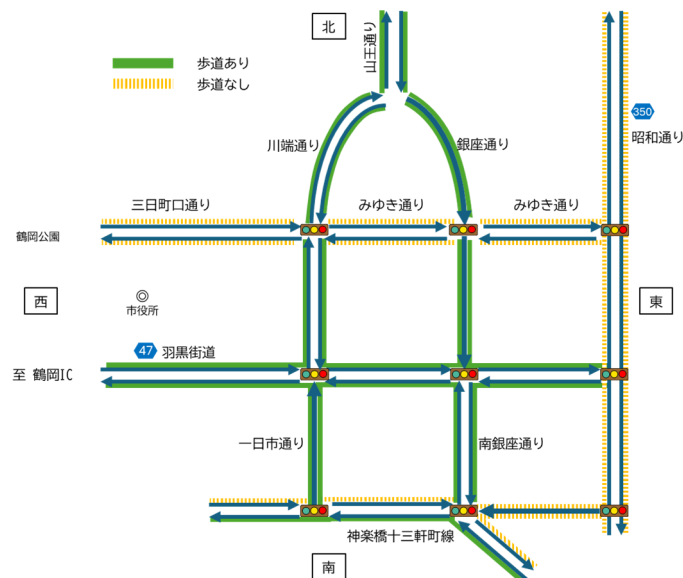 北
山王通り
歩道あり
歩道なし
350
昭和通り
川端通り
銀座通り
三日町口通り
みゆき通り
みゆき通り
鶴岡公園
西
市役所
東
47
羽黒街道
至 鶴岡IC
一日市通り
南銀座通り
神楽橋十三軒町線
南